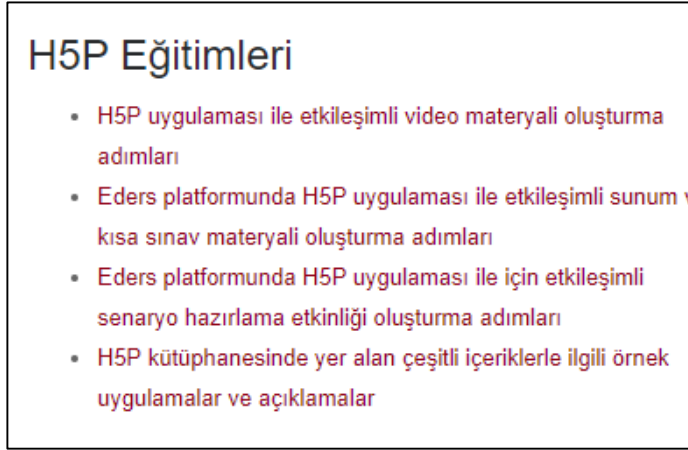 H5P Eğitimleri
H5P uygulaması ile etkileşimli video materyali oluşturma
adımları
Eders platformunda H5P uygulaması ile etkileşimli sunum
kısa sınav materyali oluşturma adımları
Eders platformunda H5P uygulaması ile için etkileşimli
senaryo hazırlama etkinliği oluşturma adımları
H5P kütüphanesinde yer alan çeşitli içeriklerle ilgili örnek
uygulamalar ve açıklamalar